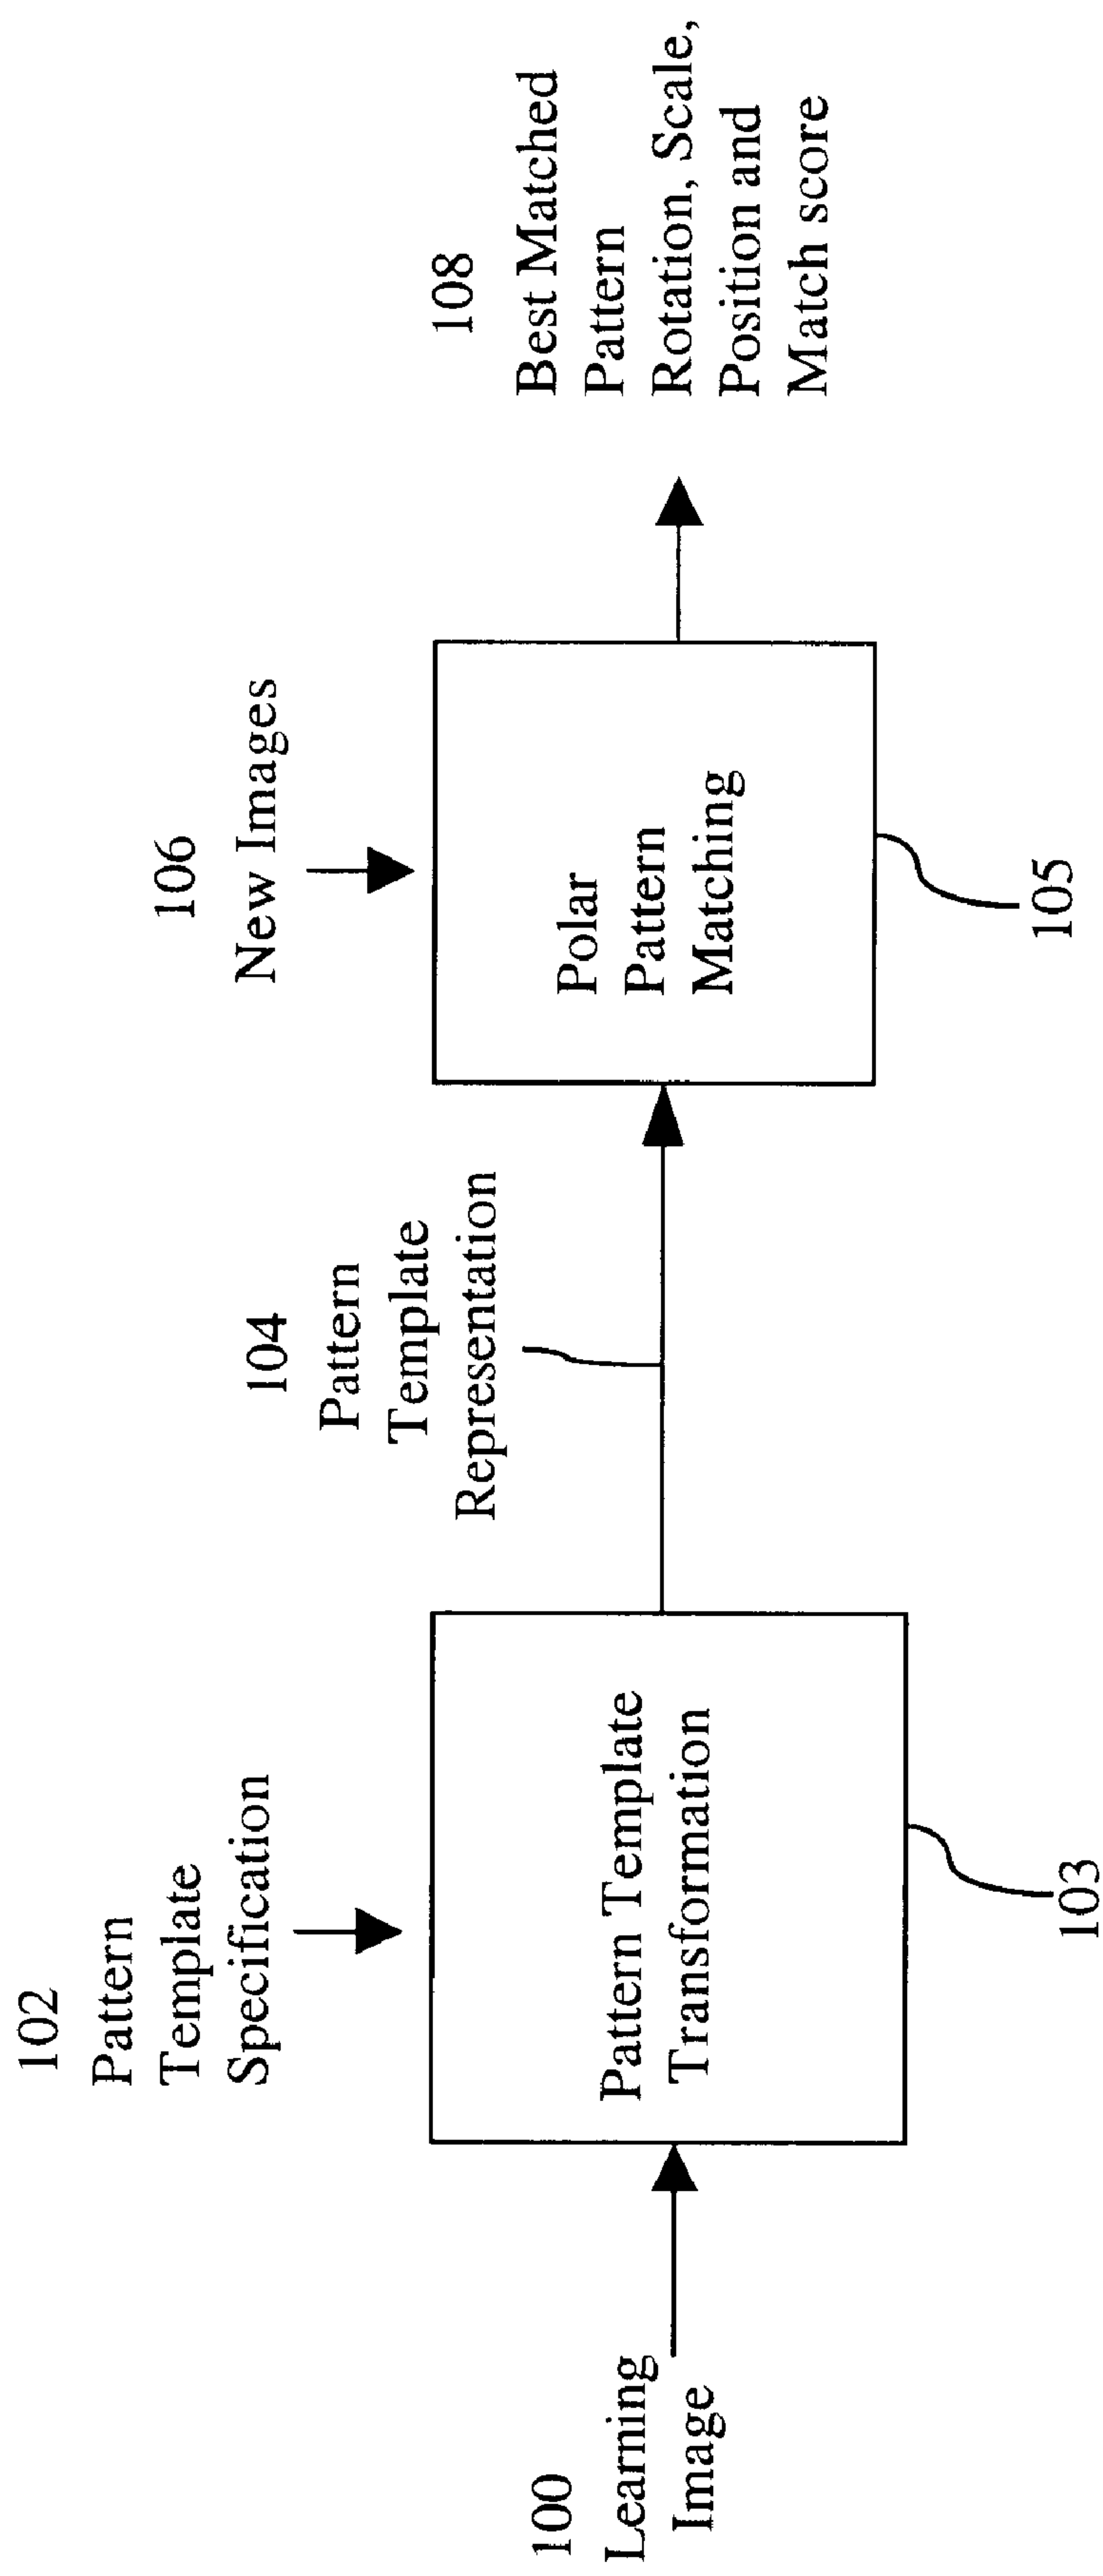 100
Learning
Image
102
Pattern
Template
Specification
Pattern Template
Transformation
103
104
Pattern
Template
Representation
106
New Images
Polar
Pattern
Matching
105
108
Best Matched
Pattern
Rotation, Scale,
Position and
Match score